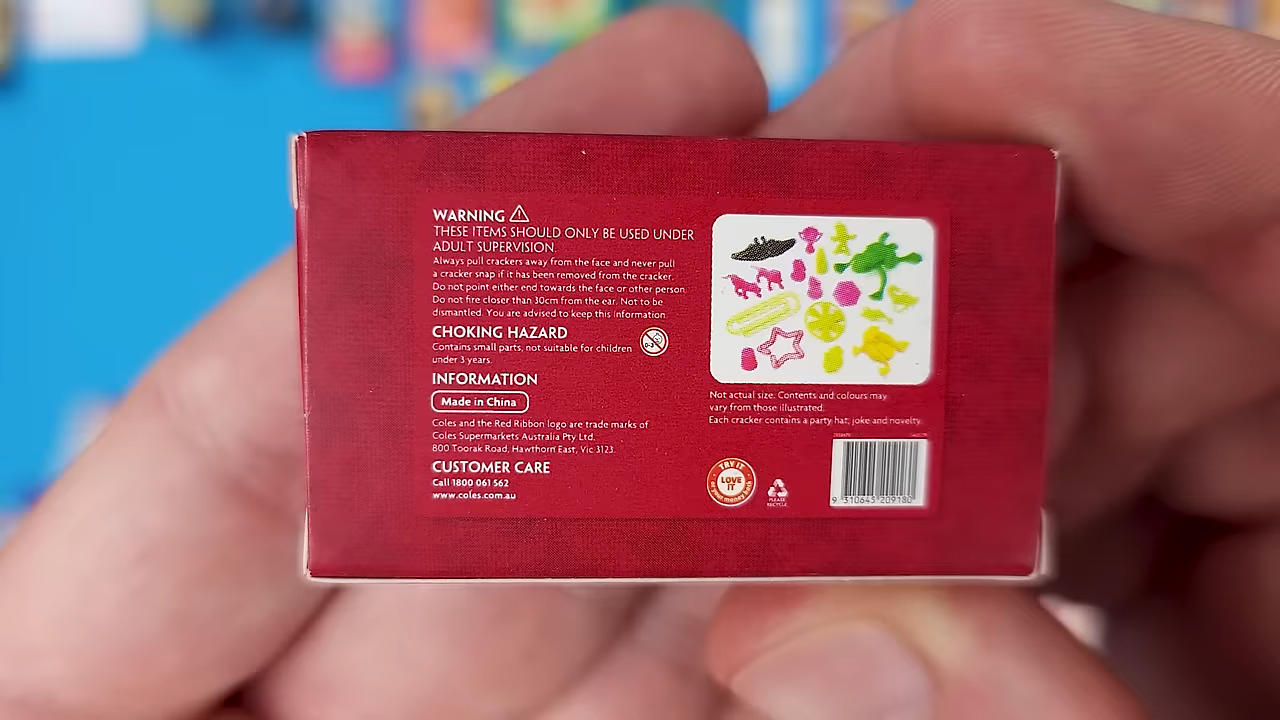 WARNING
THESE ITEMS SHOULD ONLY BE USED UNDER
ADULT SUPERVISION.
Always pull crackers away from the face and never pull
a cracker snap if it has been removed from the cracker.
Do not point either end towards the face or other person.
Do not fire closer than 30cm from the ear. Not to be
dismantled. You are advised to keep this information.
CHOKING HAZARD
Contains small parts, not suitable for children
under 3 years.
INFORMATION
Made in China
Coles and the Red Ribbon logo are trade marks of
Coles Supermarkets Australia Pty Ltd.
800 Toorak Road, Hawthorn East, Vic 3123.
CUSTOMER CARE
Call 1800 061 562
www.coles.com.au
Not actual size. Contents and colours may
vary from those illustrated.
Each cracker contains a party hat, joke and novelty.
TRY IT
LOVE
IT
or your money back
PLEASE
RECYCLE
9 310645 209180